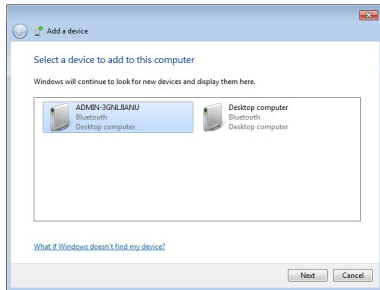 Add a device
Select a device to add to this computer
Windows will continue to look for new devices and display them here.
ADMIN-3GNLJIANU
Bluetooth
Desktop computer
Desktop computer
Bluetooth
Desktop computer
What if Windows doesn't find my device?
Next
Cancel